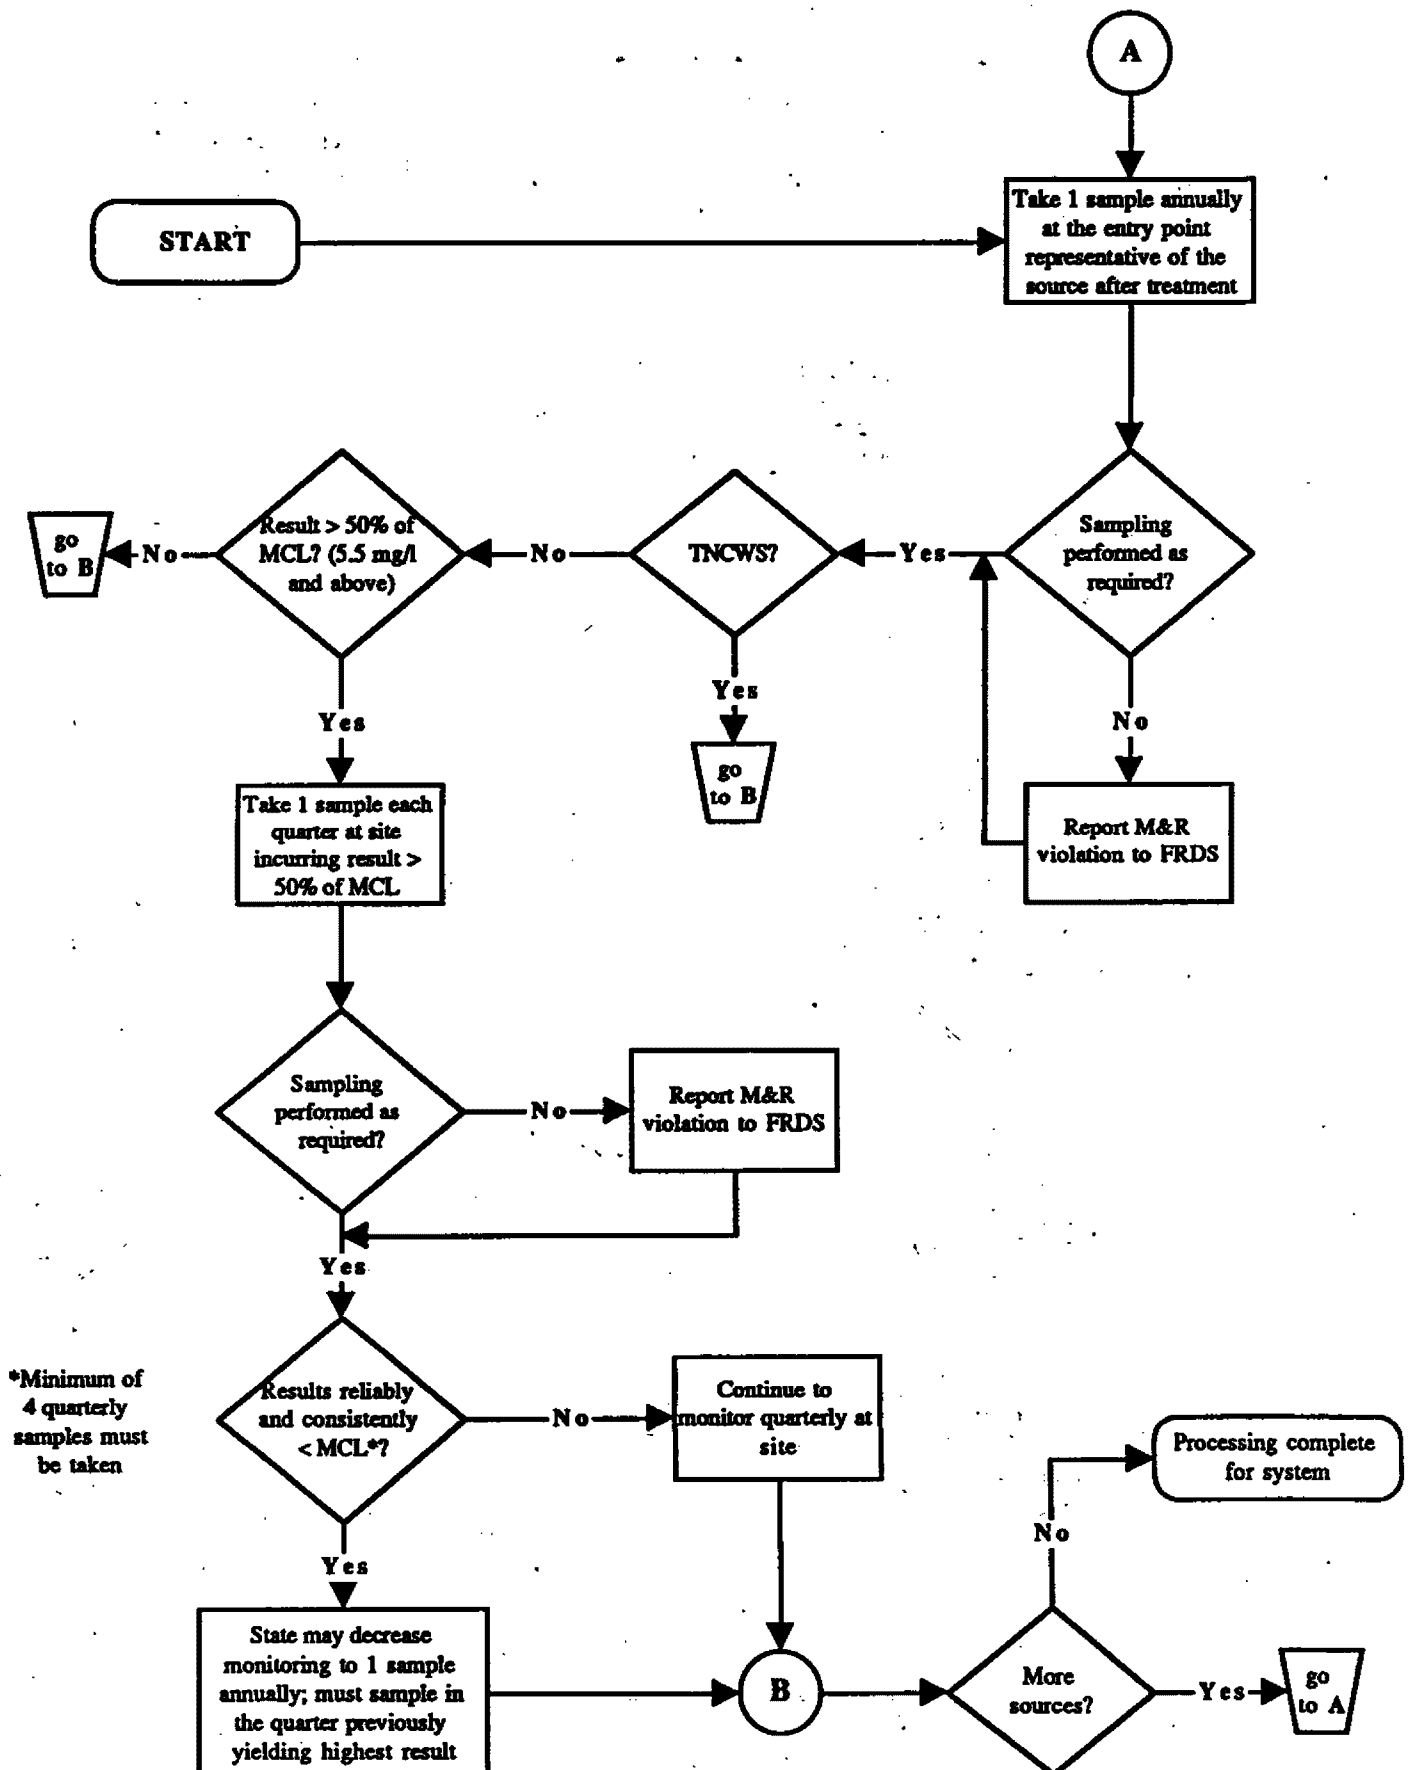 A
START
Take 1 sample annually
at the entry point
representative of the
source after treatment
Sampling
performed as
required?
Yes
No
Report M&R
violation to FRDS
TNCWS?
Yes
go
to B
No
Result > 50% of
MCL? (5.5 mg/l
and above)
No
go
to B
Yes
Take 1 sample each
quarter at site
incurring result >
50% of MCL
Sampling
performed as
required?
No
Report M&R
violation to FRDS
Yes
Results reliably
and consistently
< MCL*?
*Minimum of
4 quarterly
samples must
be taken
No
Continue to
monitor quarterly at
site
Yes
State may decrease
monitoring to 1 sample
annually; must sample in
the quarter previously
yielding highest result
B
More
sources?
No
Processing complete
for system
Yes
go
to A